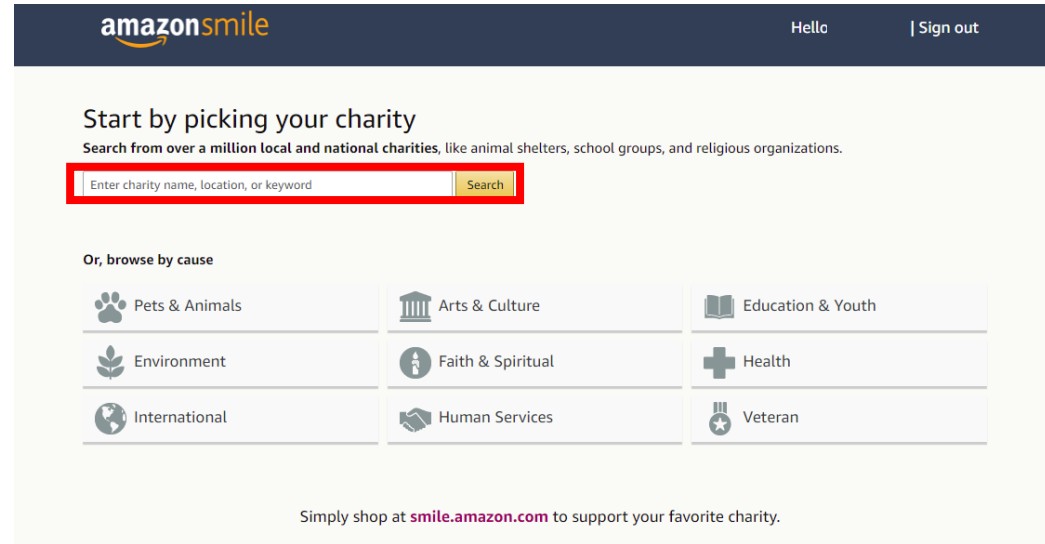 amazonsmile
Hello | Sign out
Start by picking your charity
Search from over a million local and national charities, like animal shelters, school groups, and religious organizations.
Enter charity name, location, or keyword Search
Or, browse by cause
Pets & Animals Arts & Culture Education & Youth
Environment Faith & Spiritual Health
International Human Services Veteran
Simply shop at smile.amazon.com to support your favorite charity.